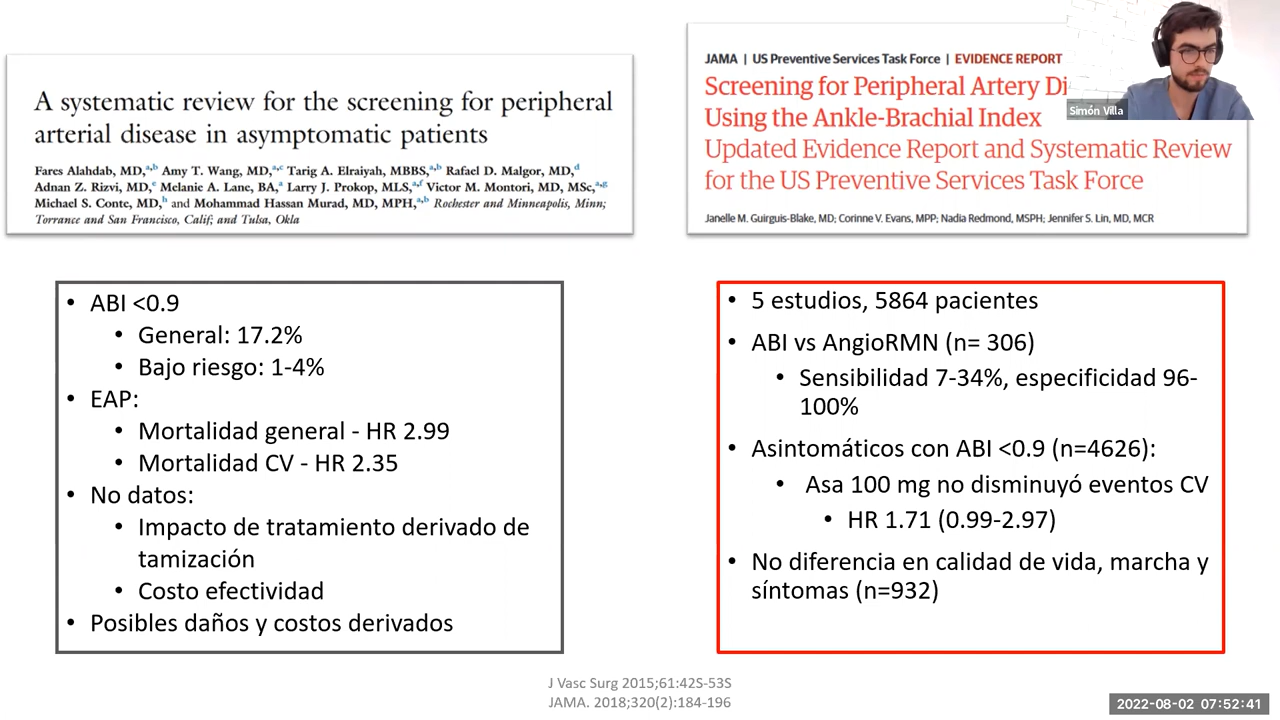 A systematic review for the screening for peripheral
arterial disease in asymptomatic patients
Fares Alahdab, MD,a,b Amy T. Wang, MD,a,c Tarig A. Elraiyah, MBBS,a,b Rafael D. Malgor, MD,d
Adnan Z. Rizvi, MD,e Melanie A. Lane, BA,a Larry J. Prokop, MLS,a,f Victor M. Montori, MD, MSc,a,g
Michael S. Conte, MD,h and Mohammad Hassan Murad, MD, MPH,a,b Rochester and Minneapolis, Minn;
Torrance and San Francisco, Calif; and Tulsa, Okla
JAMA | US Preventive Services Task Force | EVIDENCE REPORT
Screening for Peripheral Artery Di
Using the Ankle-Brachial Index
Updated Evidence Report and Systematic Review
for the US Preventive Services Task Force
Janelle M. Guirguis-Blake, MD; Corinne V. Evans, MPP; Nadia Redmond, MSPH; Jennifer S. Lin, MD, MCR
Simón Villa
• ABI <0.9
• General: 17.2%
• Bajo riesgo: 1-4%
• EAP:
• Mortalidad general - HR 2.99
• Mortalidad CV - HR 2.35
• No datos:
• Impacto de tratamiento derivado de
tamización
• Costo efectividad
• Posibles daños y costos derivados
• 5 estudios, 5864 pacientes
• ABI vs AngioRMN (n= 306)
• Sensibilidad 7-34%, especificidad 96-
100%
• Asintomáticos con ABI <0.9 (n=4626):
• Asa 100 mg no disminuyó eventos CV
• HR 1.71 (0.99-2.97)
• No diferencia en calidad de vida, marcha y
síntomas (n=932)
J Vasc Surg 2015;61:42S-53S
JAMA. 2018;320(2):184-196
2022-08-02 07:52:41